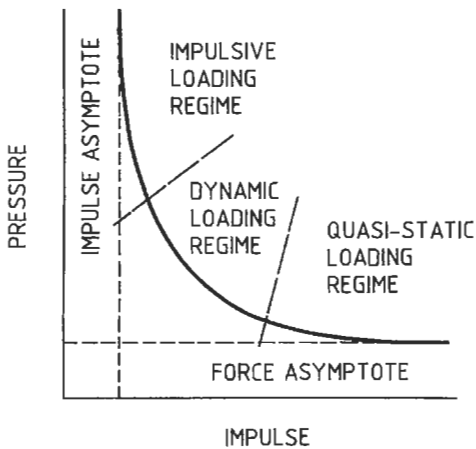 IMPULSIVE
LOADING
REGIME
IMPULSE ASYMPTOTE
PRESSURE
DYNAMIC
LOADING
REGIME
QUASI-STATIC
LOADING
REGIME
FORCE ASYMPTOTE
IMPULSE